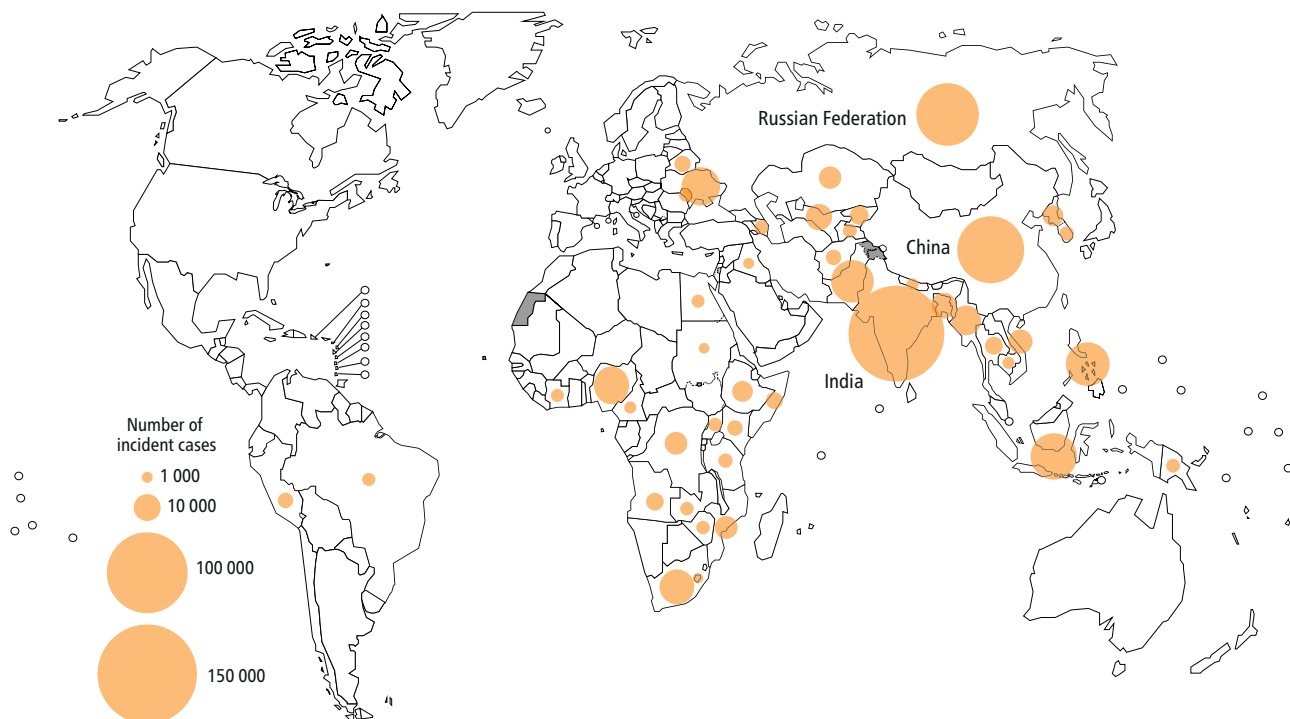 Russian Federation
China
India
Number of
incident cases
1 000
10 000
100 000
150 000